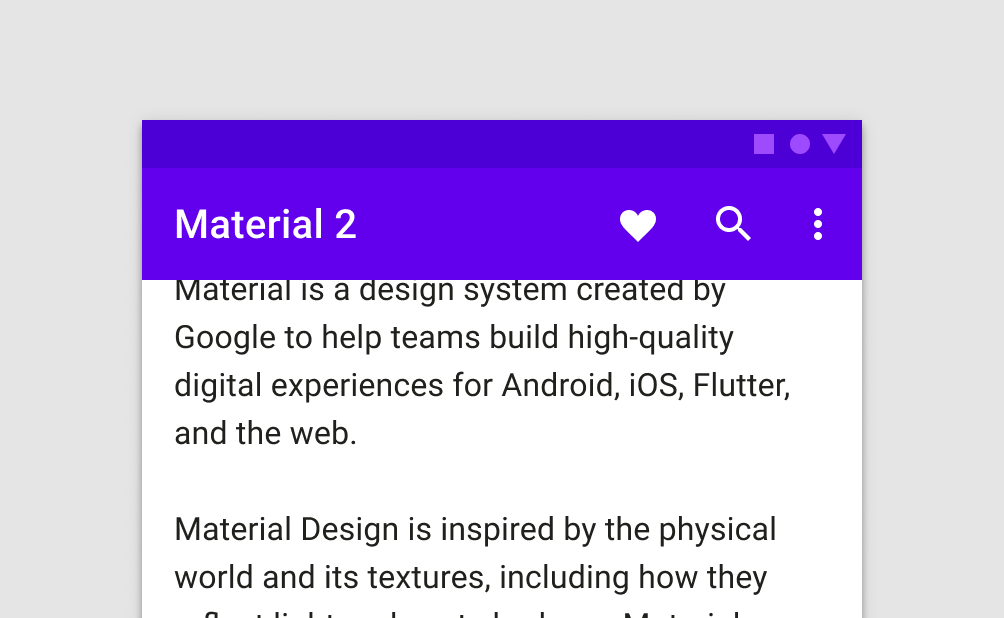 Material 2
Material is a design system created by
Google to help teams build high-quality
digital experiences for Android, iOS, Flutter,
and the web.
Material Design is inspired by the physical
world and its textures, including how they